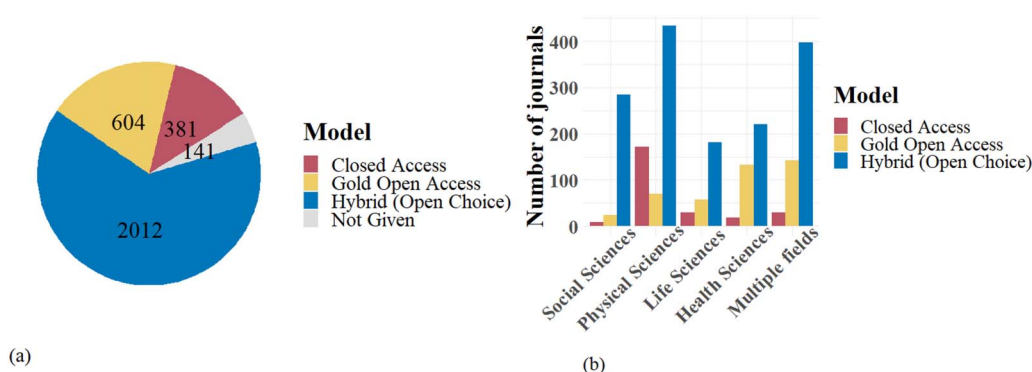 604
381
141
2012
Model
Closed Access
Gold Open Access
Hybrid (Open Choice)
Not Given
(a)
Number of journals
400
300
200
100
0
Social Sciences
Physical Sciences
Life Sciences
Health Sciences
Multiple fields
Model
Closed Access
Gold Open Access
Hybrid (Open Choice)
(b)